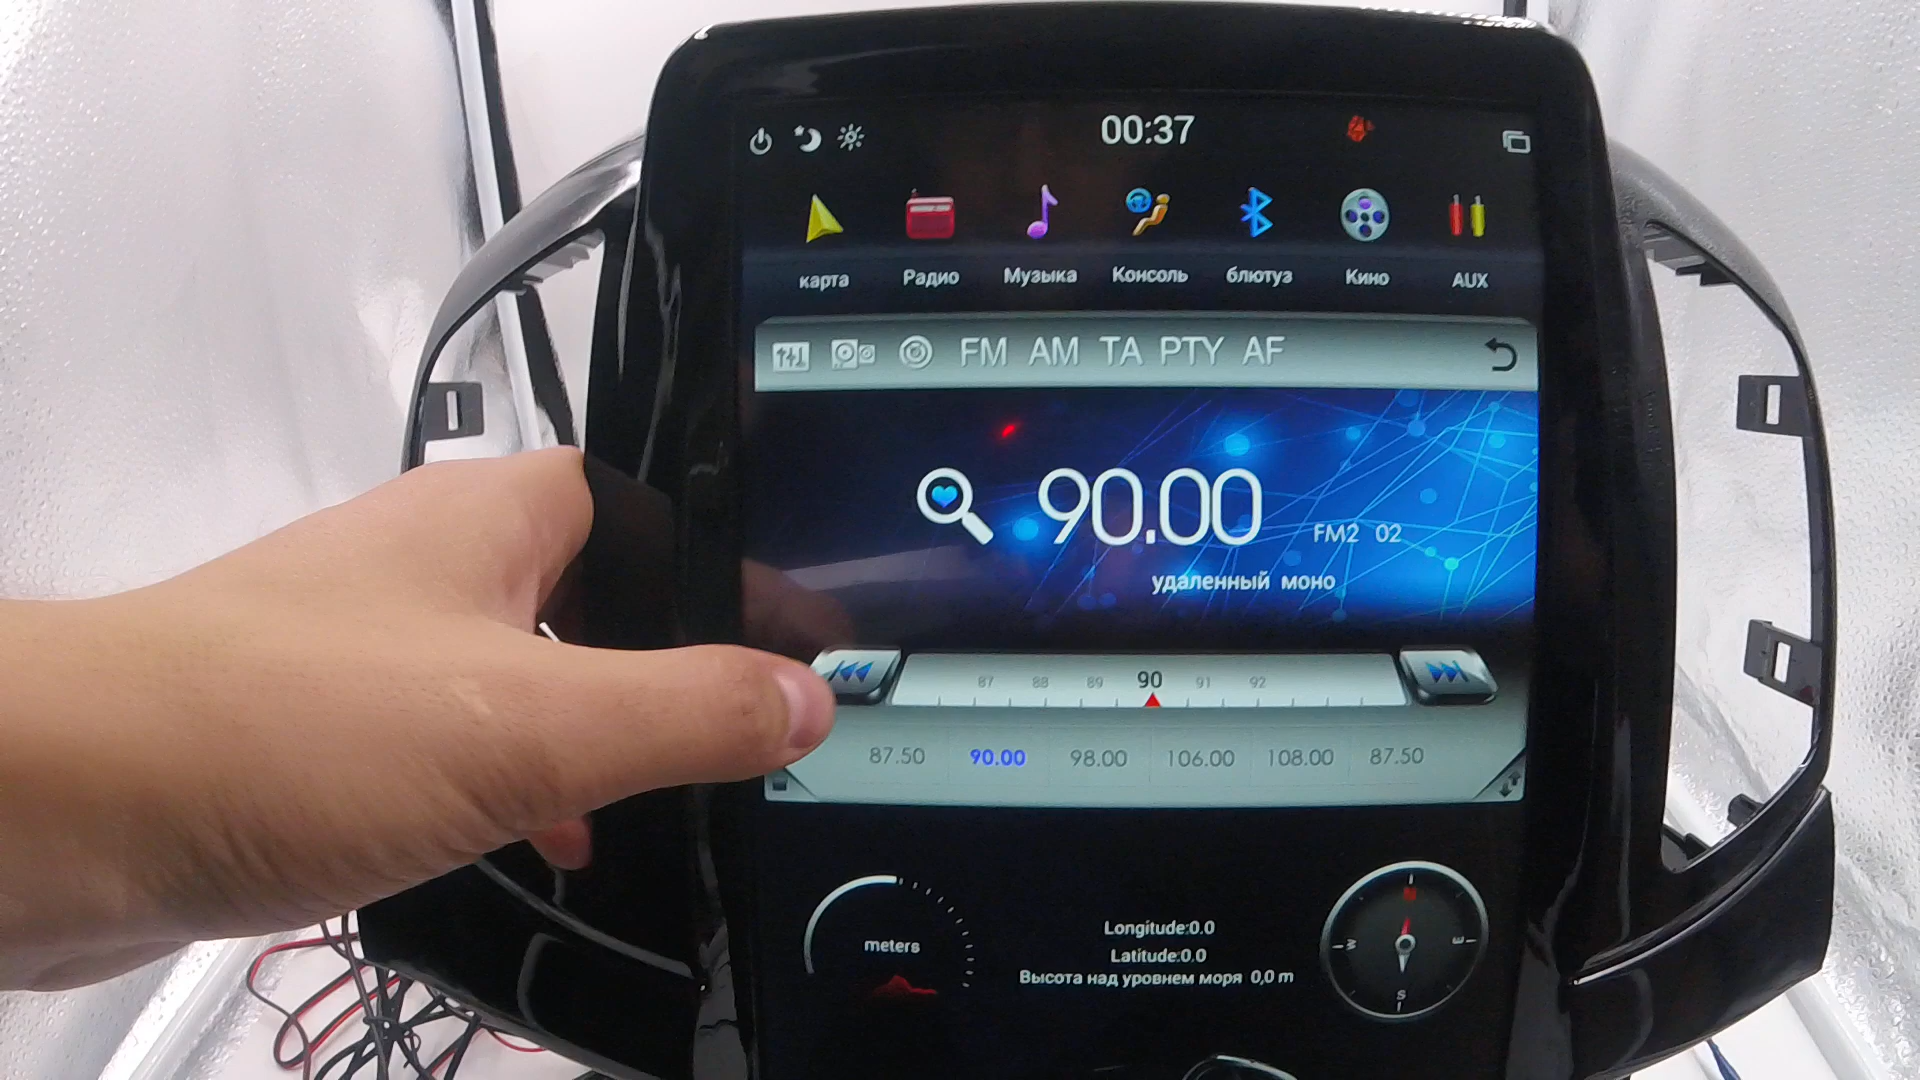 00:37
карта Радио Музыка Консоль блютуз Кино AUX
FM AM TA PTY AF
90.00 FM2 02
удаленный моно
87 88 89 90 91 92
87.50 90.00 98.00 106.00 108.00 87.50
meters
N
W E
S
Longitude:0.0
Latitude:0.0
Высота над уровнем моря 0,0 m